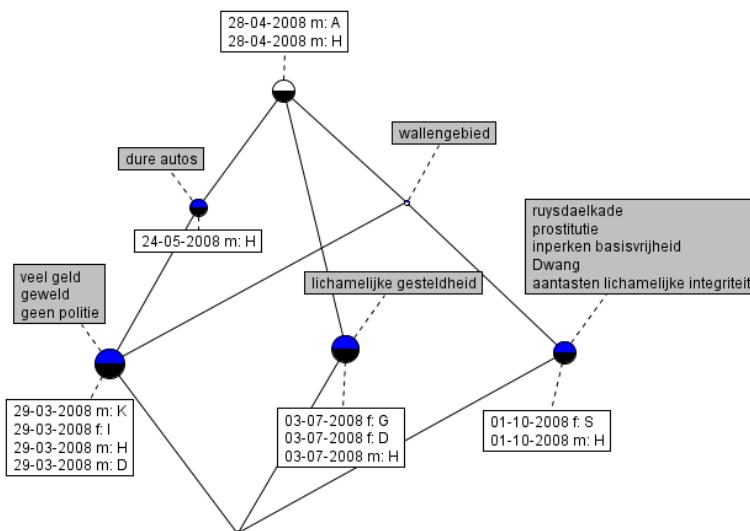 28-04-2008 m: A
28-04-2008 m: H
wallengebied
dure autos
ruysdaelkade
prostitutie
inperken basisvrijheid
Dwang
aantasten lichamelijke integriteit
24-05-2008 m: H
veel geld
geweld
geen politie
lichamelijke gesteldheid
29-03-2008 m: K
29-03-2008 f: I
29-03-2008 m: H
29-03-2008 m: D
03-07-2008 f: G
03-07-2008 f: D
03-07-2008 m: H
01-10-2008 f: S
01-10-2008 m: H